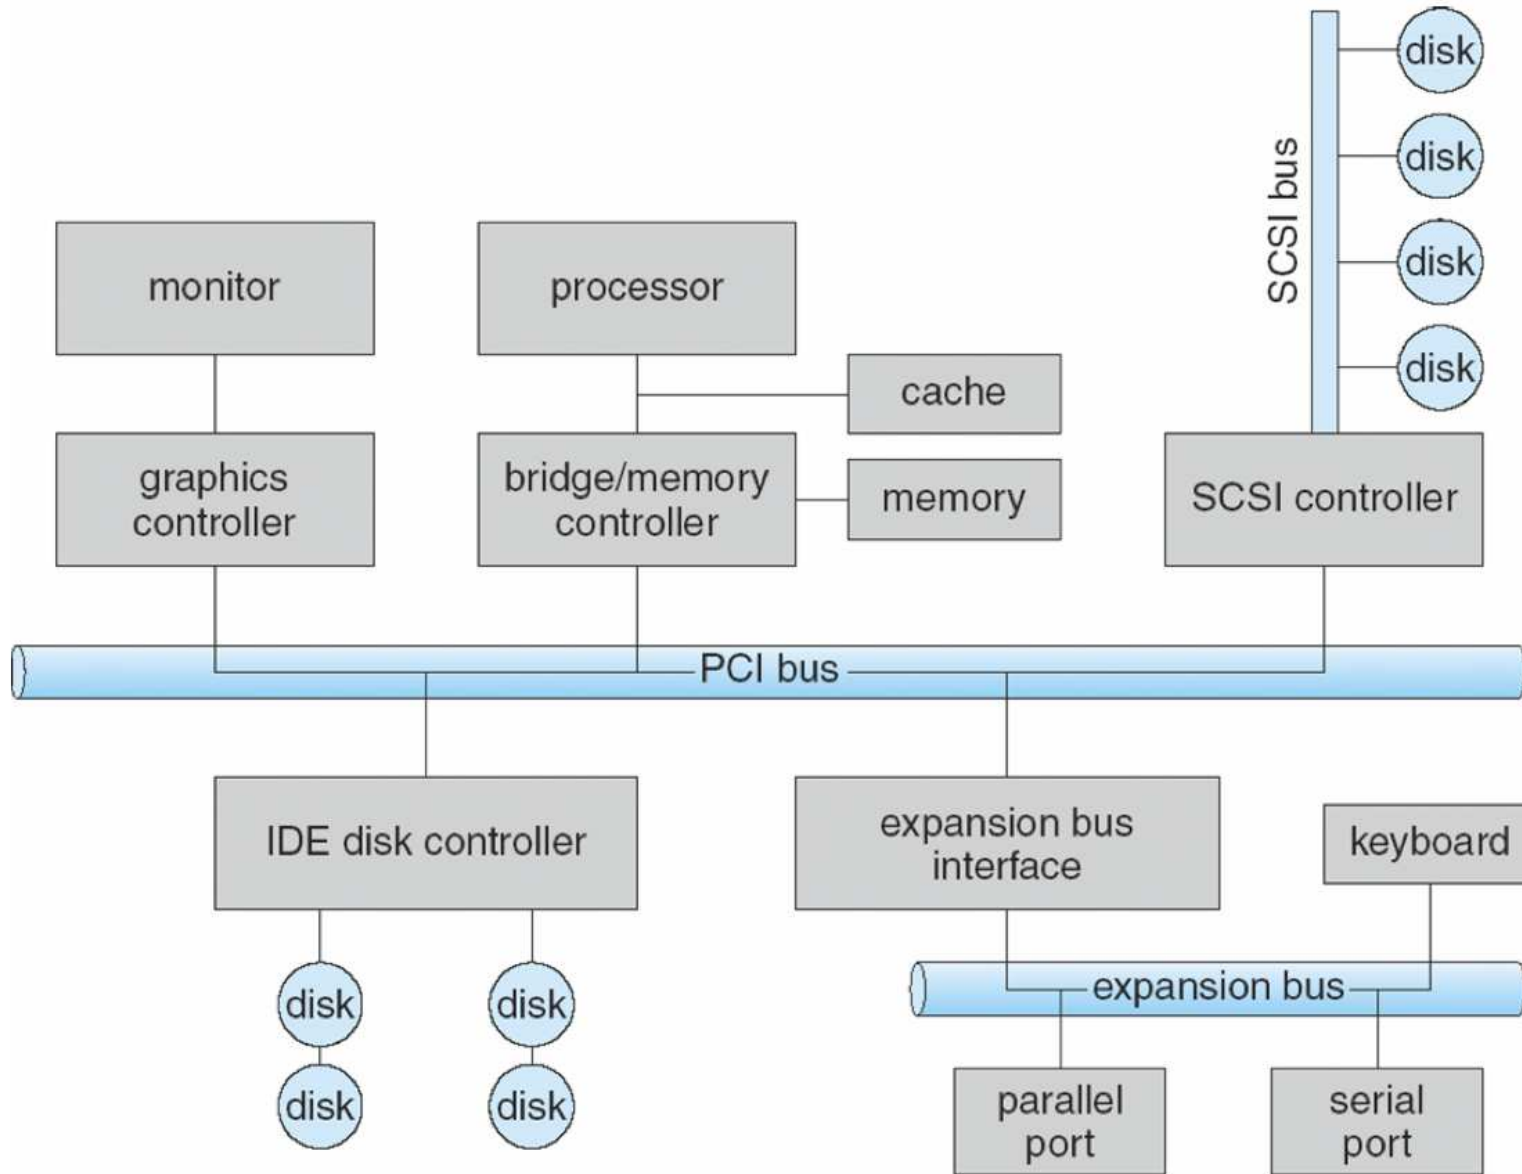 disk
disk
SCSI bus
disk
disk
monitor
processor
cache
graphics
controller
bridge/memory
controller
memory
SCSI controller
PCI bus
IDE disk controller
expansion bus
interface
keyboard
disk
disk
expansion bus
disk
disk
parallel
port
serial
port